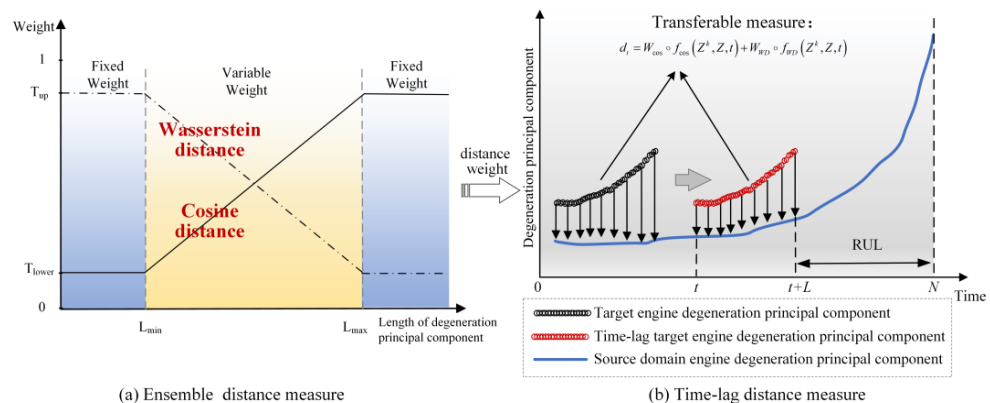 Weight
1
Fixed
Weight
Variable
Weight
Fixed
Weight
T_up
Wasserstein
distance
Cosine
distance
T_lower
0
L_min
L_max
Length of degeneration
principal component
(a) Ensemble distance measure
distance
weight
Degeneration principal component
Transferable measure：
d_t = W_cos ∘ f_cos(Z^k, Z, t) + W_WD ∘ f_WD(Z^k, Z, t)
RUL
0
t
t+L
N
Time
Target engine degeneration principal component
Time-lag target engine degeneration principal component
Source domain engine degeneration principal component
(b) Time-lag distance measure